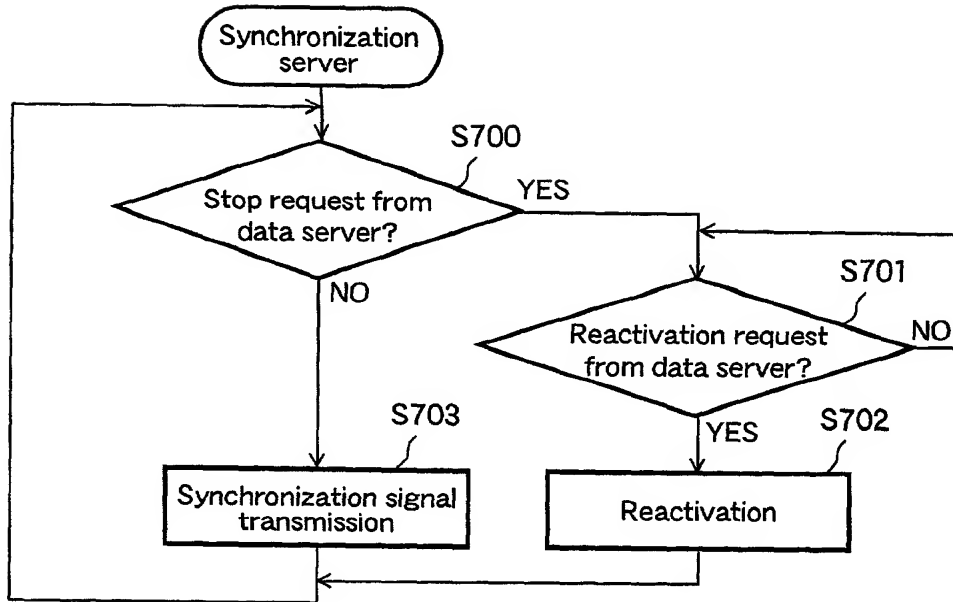 Synchronization
server
S700
Stop request from
data server?
YES
NO
S701
Reactivation request
from data server?
NO
YES
S703
Synchronization signal
transmission
S702
Reactivation